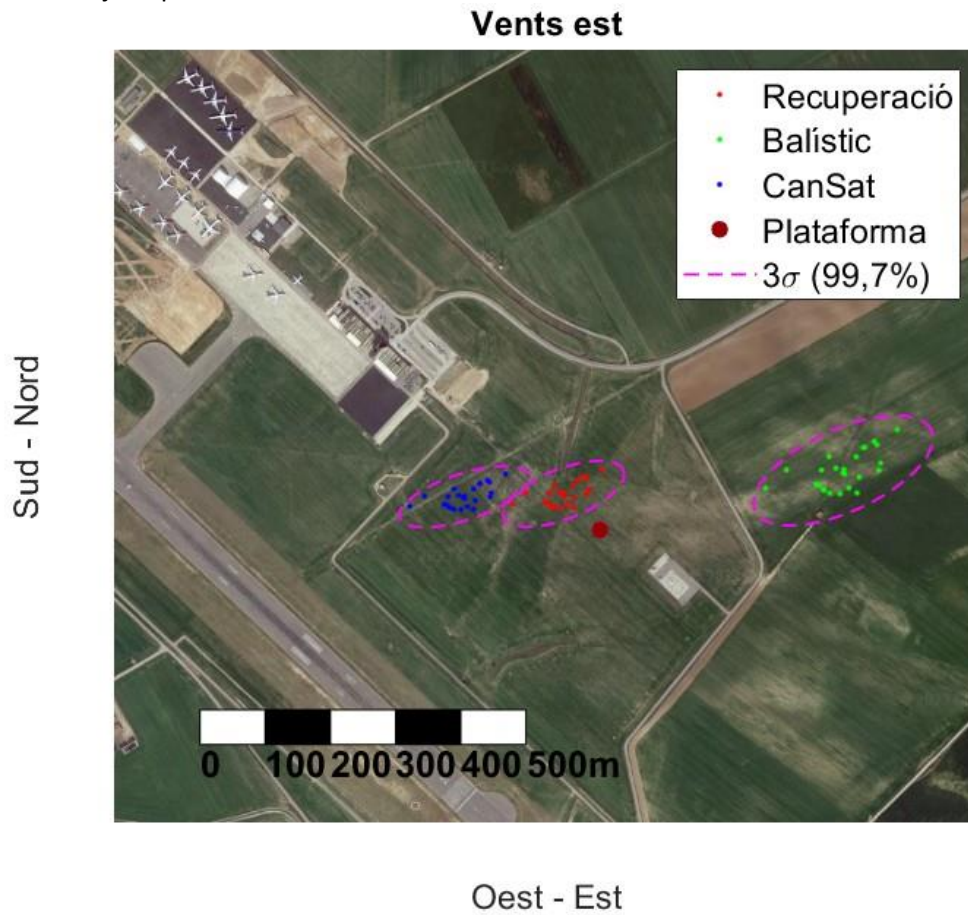 Vents est
Recuperació
Balístic
CanSat
Plataforma
3σ (99,7%)
Sud - Nord
0 100 200 300 400 500m
Oest - Est